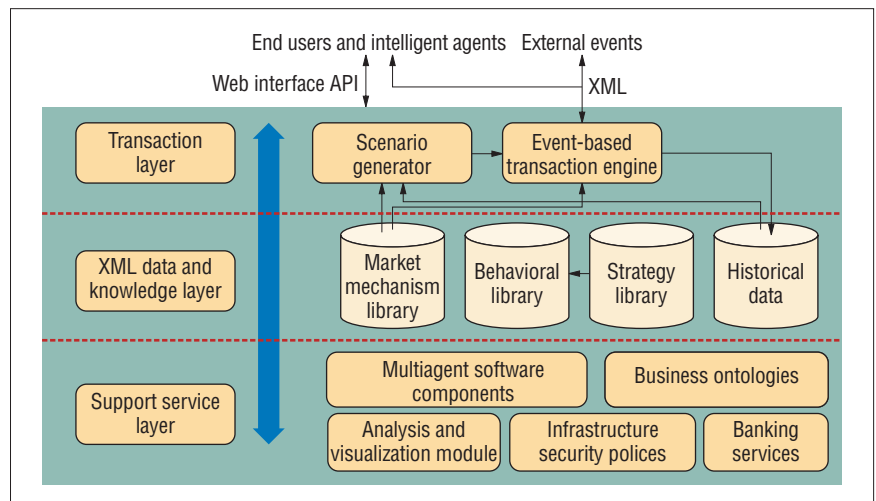 End users and intelligent agents
External events
Web interface API
XML
Transaction
layer
Scenario
generator
Event-based
transaction engine
XML data and
knowledge layer
Market
mechanism
library
Behavioral
library
Strategy
library
Historical
data
Support service
layer
Multiagent software
components
Business ontologies
Analysis and
visualization module
Infrastructure
security polices
Banking
services